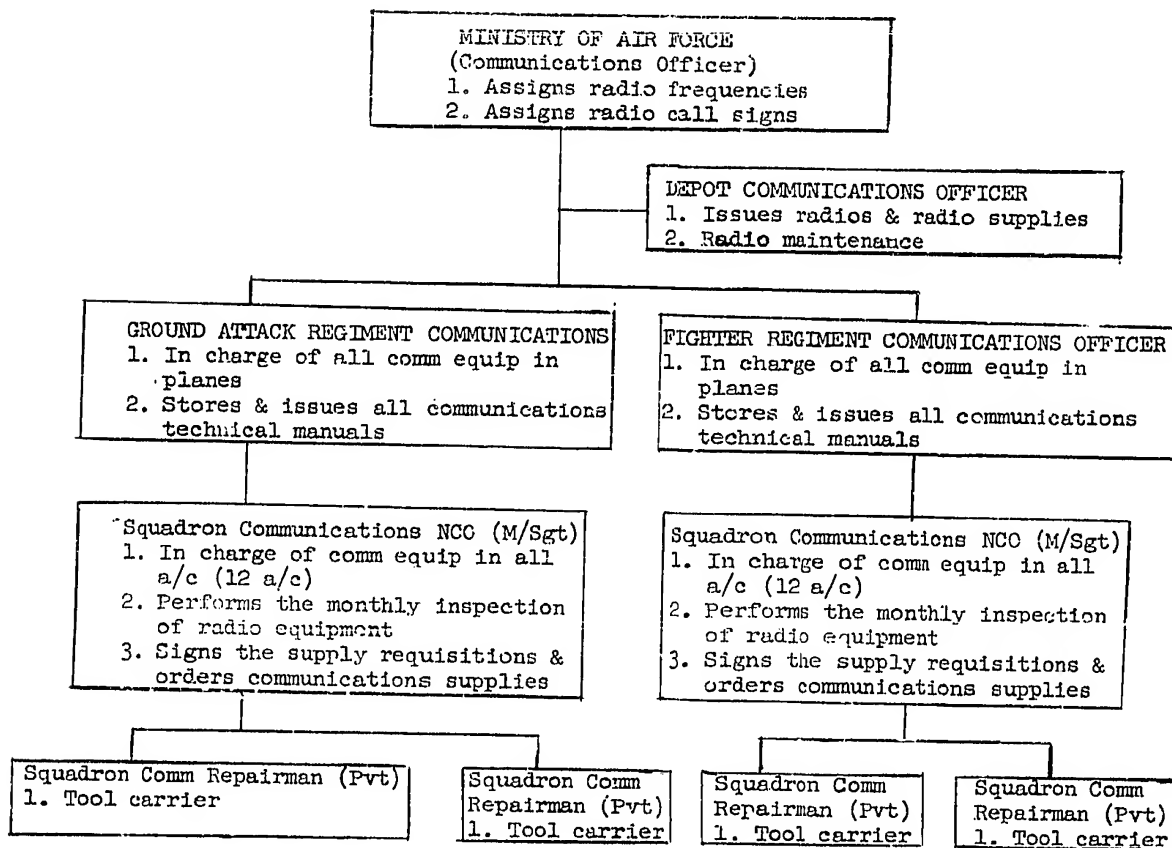 MINISTRY OF AIR FORCE
(Communications Officer)
1. Assigns radio frequencies
2. Assigns radio call signs
DEPOT COMMUNICATIONS OFFICER
1. Issues radios & radio supplies
2. Radio maintenance
GROUND ATTACK REGIMENT COMMUNICATIONS
1. In charge of all comm equip in
planes
2. Stores & issues all communications
technical manuals
FIGHTER REGIMENT COMMUNICATIONS OFFICER
1. In charge of all comm equip in
planes
2. Stores & issues all communications
technical manuals
Squadron Communications NCO (M/Sgt)
1. In charge of comm equip in all
a/c (12 a/c)
2. Performs the monthly inspection
of radio equipment
3. Signs the supply requisitions &
orders communications supplies
Squadron Communications NCO (M/Sgt)
1. In charge of comm equip in all
a/c (12 a/c)
2. Performs the monthly inspection
of radio equipment
3. Signs the supply requisitions &
orders communications supplies
Squadron Comm Repairman (Pvt)
1. Tool carrier
Squadron Comm
Repairman (Pvt)
1. Tool carrier
Squadron Comm
Repairman (Pvt)
1. Tool carrier
Squadron Comm
Repairman (Pvt)
1. Tool carrier